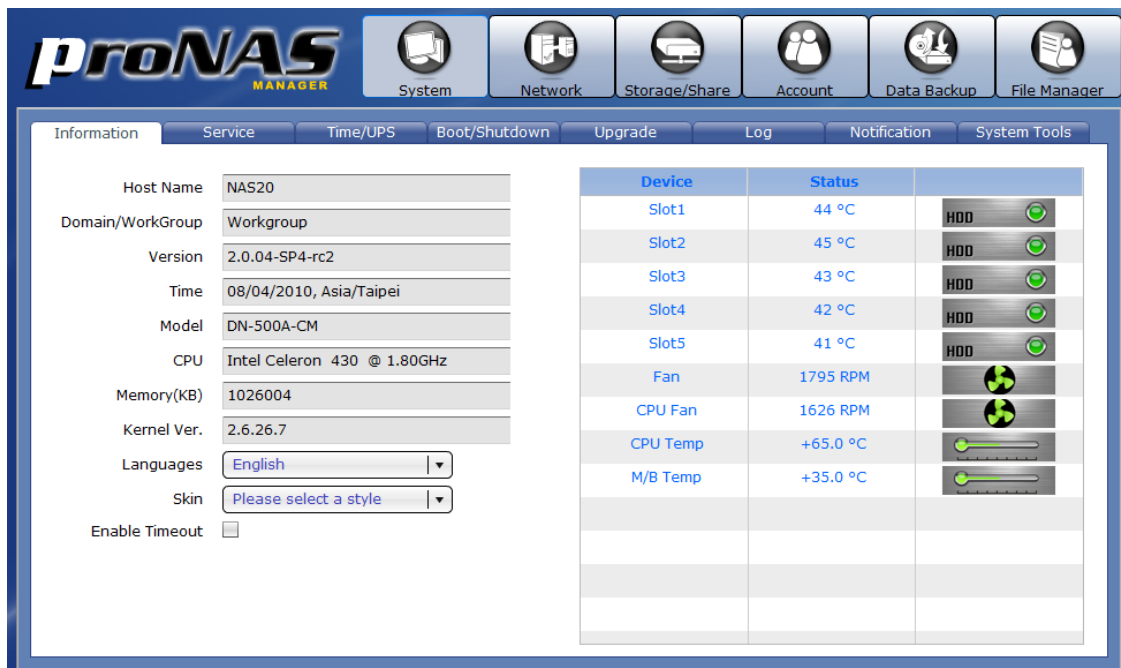 proNAS
MANAGER
System
Network
Storage/Share
Account
Data Backup
File Manager
Information
Service
Time/UPS
Boot/Shutdown
Upgrade
Log
Notification
System Tools
Host Name NAS20
Domain/WorkGroup Workgroup
Version 2.0.04-SP4-rc2
Time 08/04/2010, Asia/Taipei
Model DN-500A-CM
CPU Intel Celeron 430 @ 1.80GHz
Memory(KB) 1026004
Kernel Ver. 2.6.26.7
Languages English
Skin Please select a style
Enable Timeout
Device Status
Slot1 44 °C HDD
Slot2 45 °C HDD
Slot3 43 °C HDD
Slot4 42 °C HDD
Slot5 41 °C HDD
Fan 1795 RPM
CPU Fan 1626 RPM
CPU Temp +65.0 °C
M/B Temp +35.0 °C